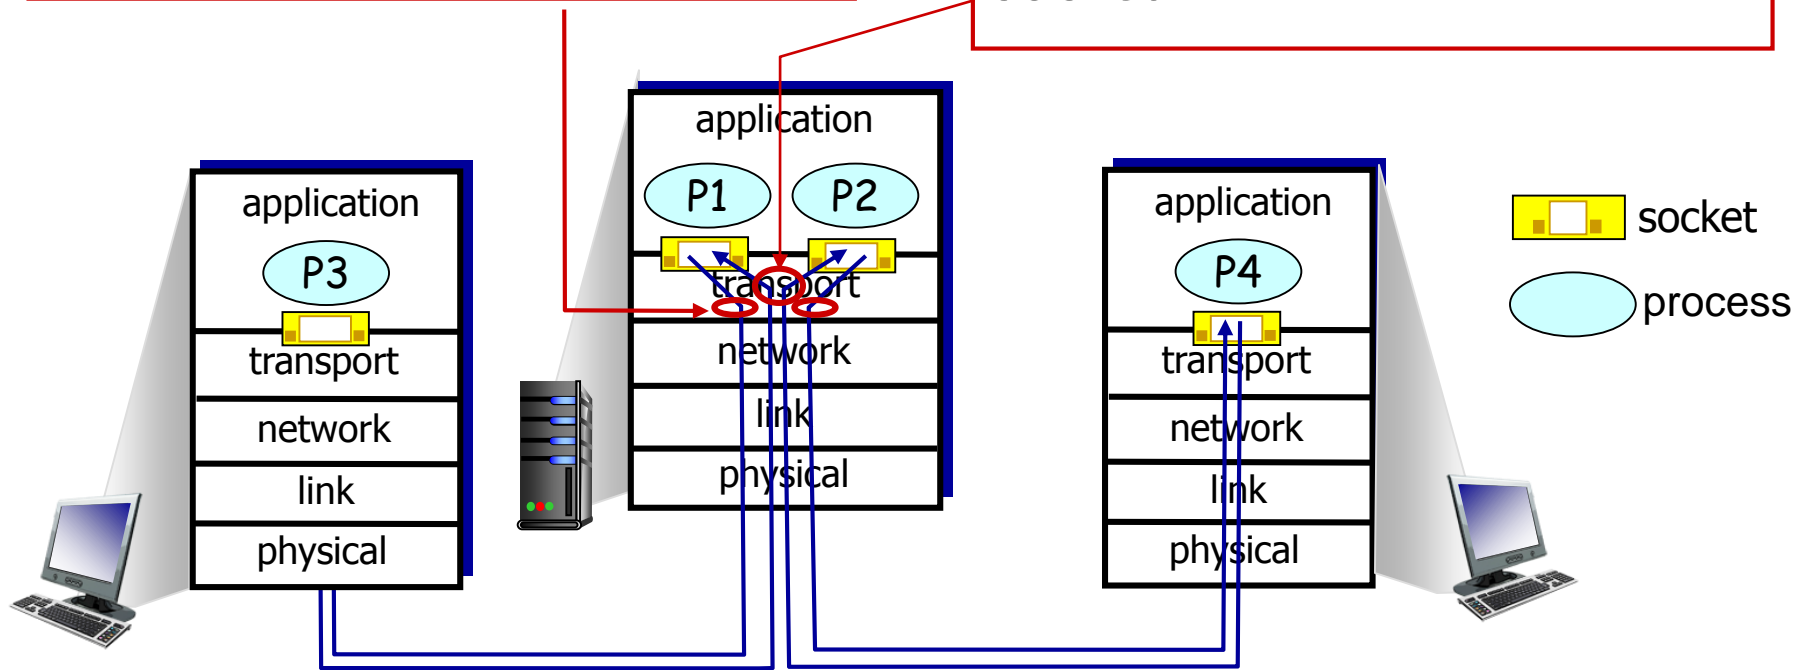 application
P1 P2
transport
network
link
physical
application
P3
transport
network
link
physical
application
P4
transport
network
link
physical
socket
process